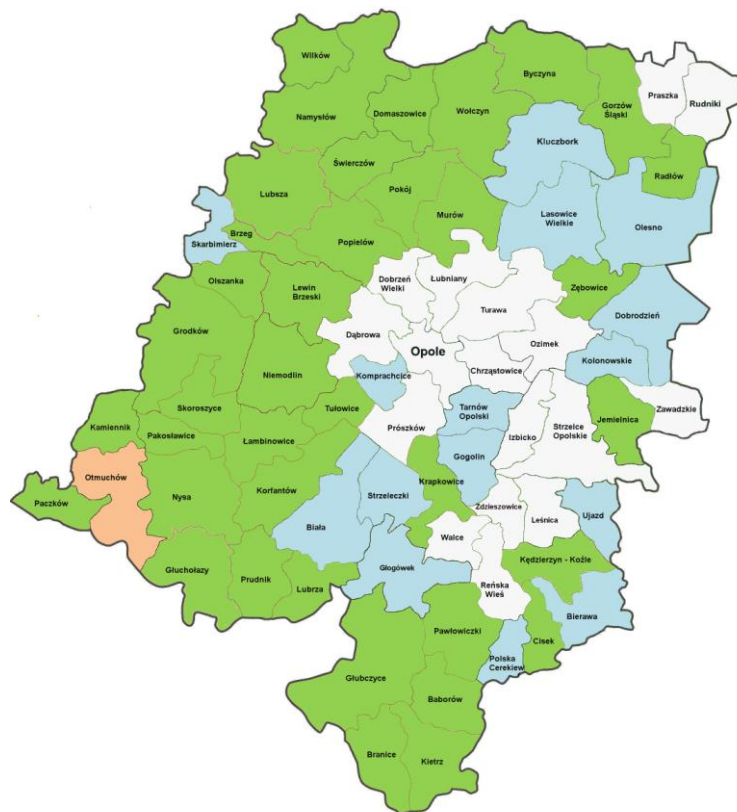 Wilków
Byczyna
Praszka
Rudniki
Gorzów
Śląski
Namysłów
Domaszowice
Wołczyn
Kluczbork
Świerczów
Radłów
Pokój
Lubsza
Murów
Lasowice
Wielkie
Olesno
Brzeg
Skarbimierz
Popielów
Olszanka
Lewin
Brzeski
Dobrzeń
Wielki
Łubniany
Zębowice
Turawa
Dobrodzień
Grodków
Dąbrowa
Opole
Ozimek
Komprachcice
Chrząstowice
Kolonowskie
Niemodlin
Skoroszyce
Tułowice
Tarnów
Opolski
Jemielnica
Zawadzkie
Kamiennik
Pakosławice
Łambinowice
Prószków
Izbicko
Strzelce
Opolskie
Otmuchów
Gogolin
Paczków
Nysa
Korfantów
Strzeleczki
Krapkowice
Biała
Zdzieszowice
Leśnica
Ujazd
Walce
Głuchołazy
Prudnik
Lubrza
Głogówek
Kędzierzyn - Koźle
Reńska
Wieś
Bierawa
Pawłowiczki
Cisek
Polska
Cerekiew
Głubczyce
Baborów
Branice
Kietrz